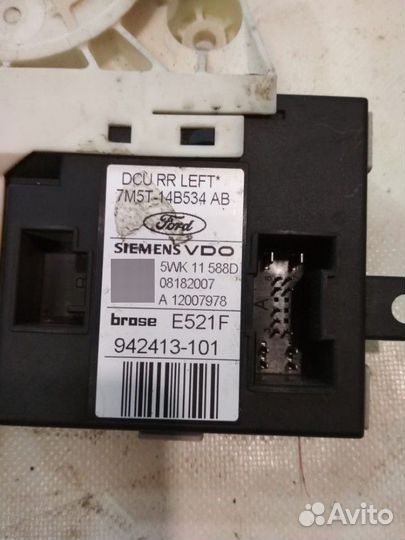 DCU RR LEFT*
7M5T-14B534 AB
Ford
SIEMENS VDO
5WK 11 588D
08182007
A 12007978
brose E521F
942413-101
A
Avito